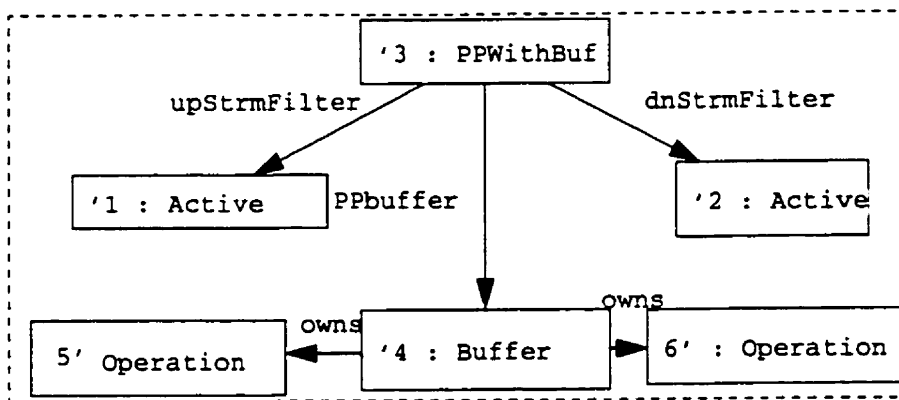 '3 : PPWithBuf
upStrmFilter
dnStrmFilter
'1 : Active
PPbuffer
'2 : Active
owns
owns
5' Operation
'4 : Buffer
6' : Operation